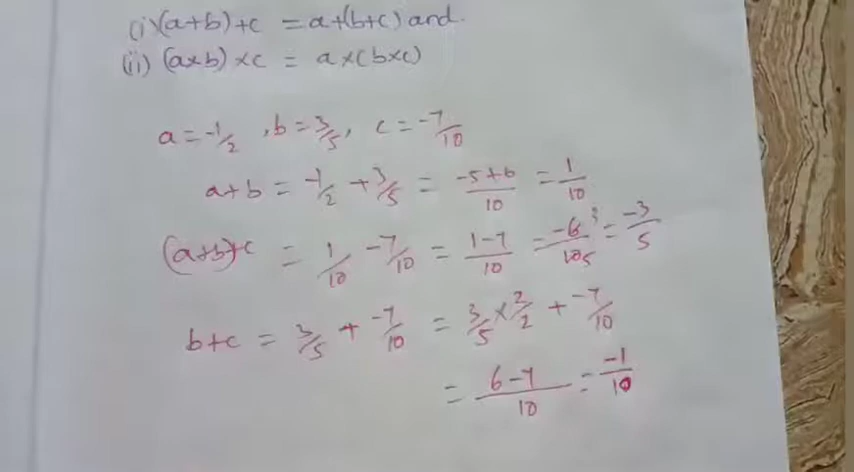 (i) (a+b)+c = a+(b+c) and.
(ii) (a×b)×c = a×(b×c)
a = -1/2, b = 3/5, c = -7/10
a+b = -1/2 + 3/5 = -5+6/10 = 1/10
(a+b)+c = 1/10 -7/10 = 1-7/10 = -6 3/10 5 = -3/5
b+c = 3/5 + -7/10 = 3/5 × 2/2 + -7/10
= 6-7/10 = -1/10